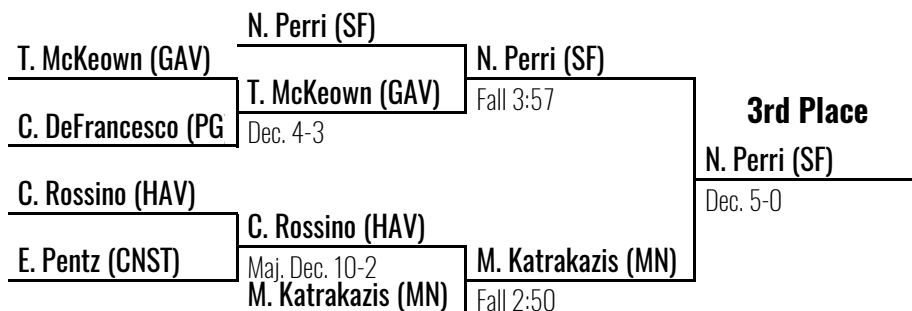 N. Perri (SF)
T. McKeown (GAV)
N. Perri (SF)
T. McKeown (GAV)
Fall 3:57
3rd Place
C. DeFrancesco (PG
Dec. 4-3
N. Perri (SF)
C. Rossino (HAV)
Dec. 5-0
C. Rossino (HAV)
E. Pentz (CNST)
M. Katrakazis (MN)
Maj. Dec. 10-2
M. Katrakazis (MN)
Fall 2:50